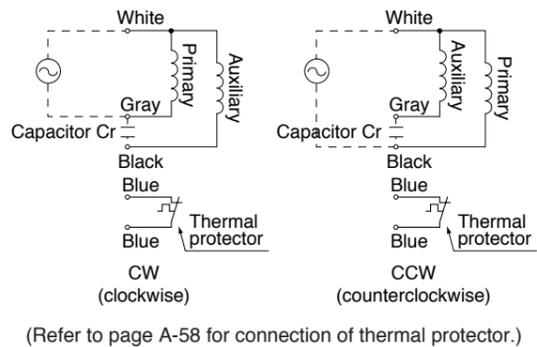 White
Primary
Auxiliary
Gray
Capacitor Cr
Black
Blue
Thermal
protector
Blue
CW
(clockwise)
White
Auxiliary
Primary
Gray
Capacitor Cr
Black
Blue
Thermal
protector
Blue
CCW
(counterclockwise)
(Refer to page A-58 for connection of thermal protector.)